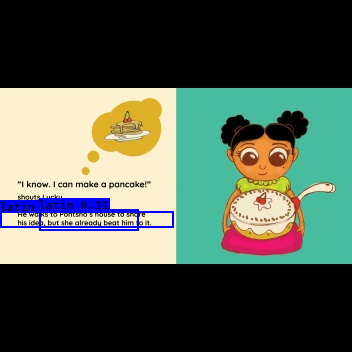 “I know. I can make a pancake!”
shouts Lucky.
He walks to Pontsho's house to share
his idea, but she already beat him to it.